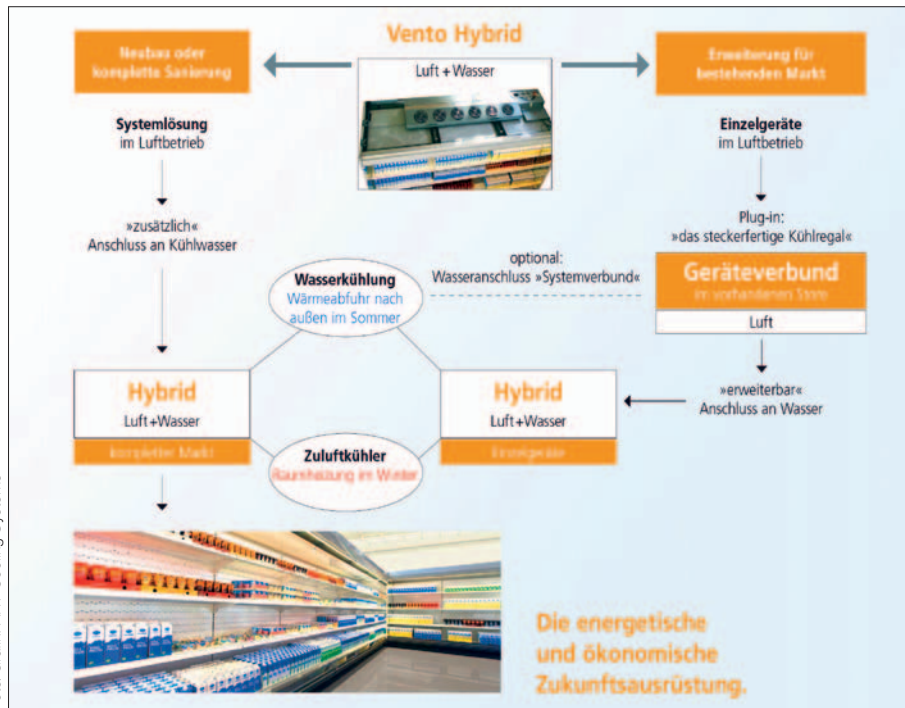 Vento Hybrid
Luft + Wasser
Neubau oder
komplette Sanierung
Systemlösung
im Luftbetrieb
»zusätzlich«
Anschluss an Kühlwasser
Erweiterung für
bestehenden Markt
Einzelgeräte
im Luftbetrieb
Plug-in:
»das steckerfertige Kühlregal«
Geräteverbund
im vorhandenen Store
Luft
»erweiterbar«
Anschluss an Wasser
optional:
Wasseranschluss »Systemverbund«
Wasserkühlung
Wärmeabfuhr nach
außen im Sommer
Hybrid
Luft+Wasser
kompletter Markt
Hybrid
Luft+Wasser
Einzelgeräte
Zuluftkühler
Raumheizung im Winter
Die energetische
und ökonomische
Zukunftsausrüstung.